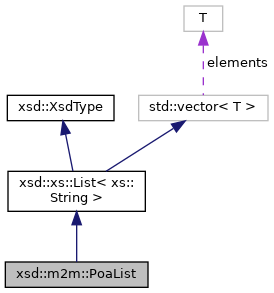 T
elements
xsd::XsdType
std::vector< T >
xsd::xs::List< xs::
String >
xsd::m2m::PoaList